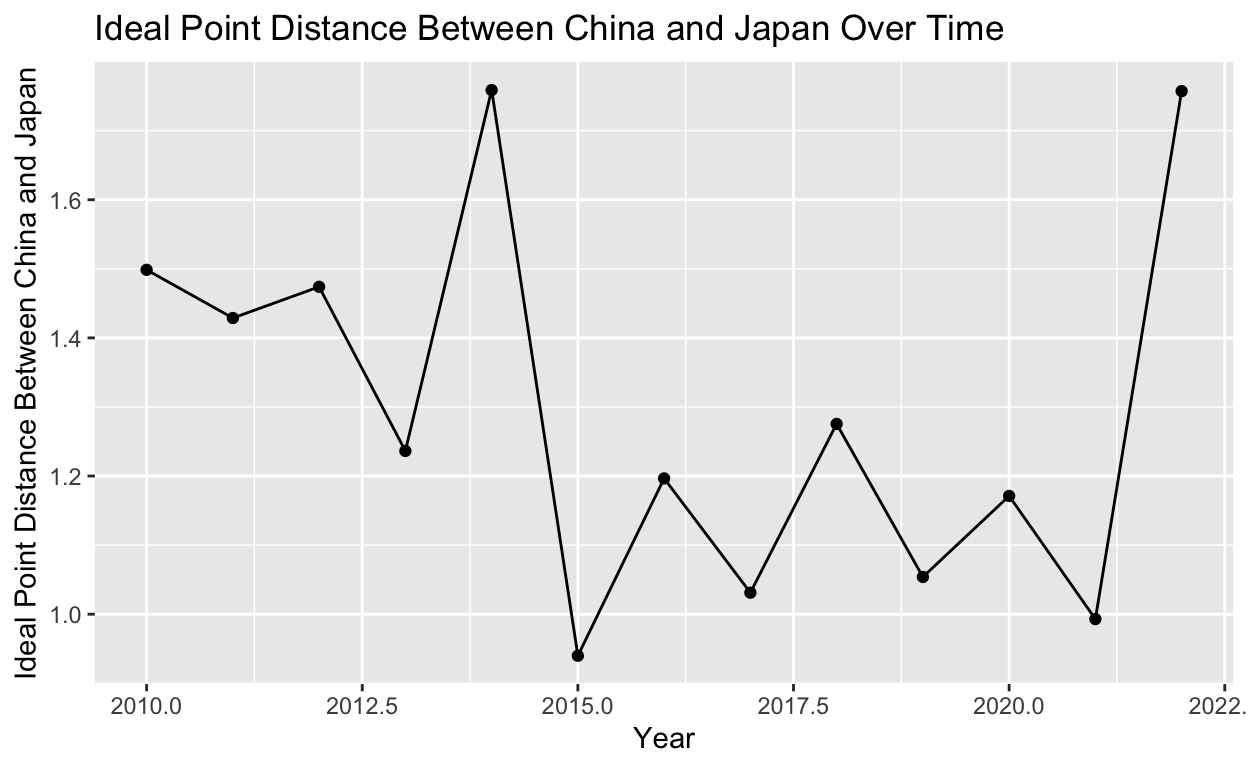 Ideal Point Distance Between China and Japan Over Time
Ideal Point Distance Between China and Japan
1.6
1.4
1.2
1.0
2010.0 2012.5 2015.0 2017.5 2020.0 2022.
Year